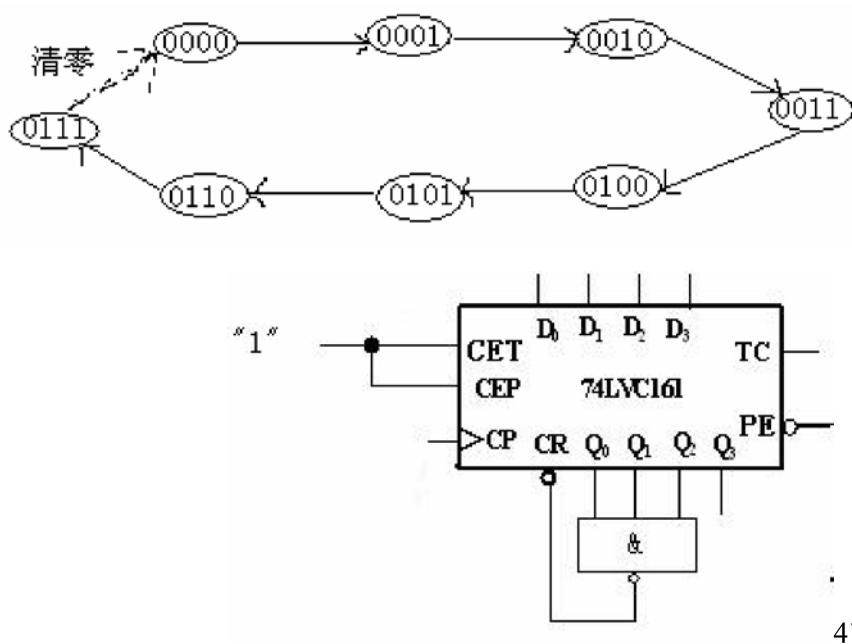 0000 0001 0010
清零
0011
0111
0110 0101 0100
"1"
D₀ D₁ D₂ D₃
CET TC
CEP 74LVC161
PE
CP CR Q₀ Q₁ Q₂ Q₃
&